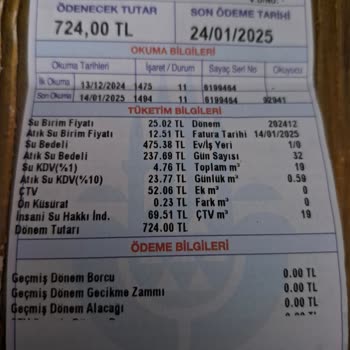 ÖDENECEK TUTAR SON ÖDEME TARİHİ
724,00 TL 24/01/2025
OKUMA BİLGİLERİ
Okuma Tarihleri İşaret / Durum Sayaç Seri No Okuyucu
İlk Okuma 13/12/2024 1475 11 6199464
Son Okuma 14/01/2025 1494 11 6199464 92941
TÜKETİM BİLGİLERİ
Su Birim Fiyatı 25.02 TL Dönem 202412
Atık Su Birim Fiyatı 12.51 TL Fatura Tarihi 14/01/2025
Su Bedeli 475.38 TL Ev/İş Yeri 1/0
Atık Su Bedeli 237.69 TL Gün Sayısı 32
Su KDV(%1) 4.76 TL Toplam m³ 19
Atık Su KDV(%10) 23.77 TL Günlük m³ 0.59
ÇTV 52.06 TL Ek m³ 0
Ön Küsurat 0.23 TL Fark m³ 0
İnsani Su Hakkı İnd. 69.51 TL ÇTV m³ 19
Dönem Tutarı 724.00 TL
ÖDEME BİLGİLERİ
Geçmiş Dönem Borcu 0.00 TL
Geçmiş Dönem Gecikme Zammı 0.00 TL
Geçmiş Dönem Alacağı 0.00 TL
0.00 TL